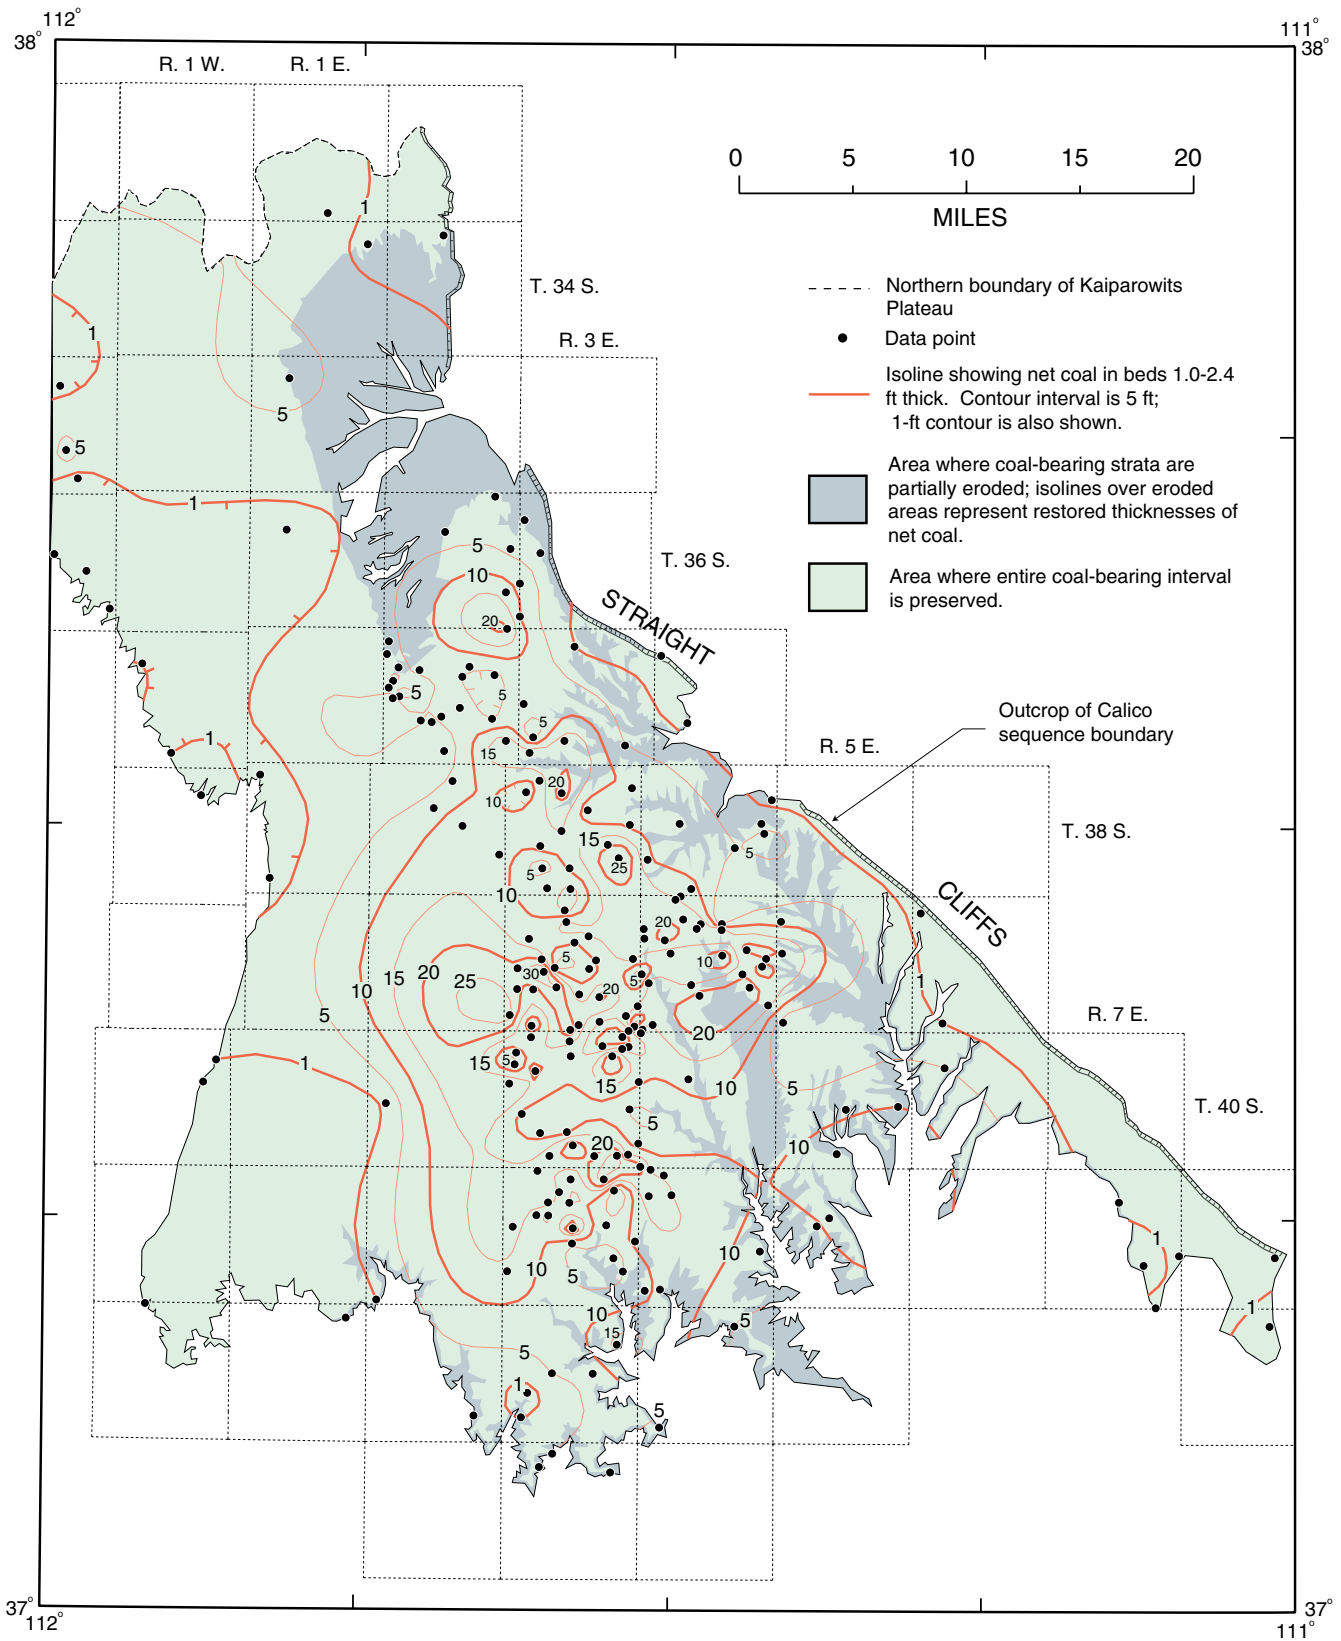 112°
111°
38°
38°
R. 1 W.
R. 1 E.
0
5
10
15
20
MILES
Northern boundary of Kaiparowits
Plateau
Data point
Isoline showing net coal in beds 1.0-2.4
ft thick. Contour interval is 5 ft;
1-ft contour is also shown.
Area where coal-bearing strata are
partially eroded; isolines over eroded
areas represent restored thicknesses of
net coal.
Area where entire coal-bearing interval
is preserved.
1
T. 34 S.
1
R. 3 E.
5
5
1
5
T. 36 S.
10
20
STRAIGHT
5
5
Outcrop of Calico
sequence boundary
5
1
15
R. 5 E.
20
10
15
T. 38 S.
5
25
5
10
CLIFFS
20
5
10
15
20
30
25
5
1
10
20
5
R. 7 E.
20
1
15
5
15
10
5
T. 40 S.
5
20
10
10
1
10
5
1
10
15
5
5
1
5
37°
112°
37°
111°